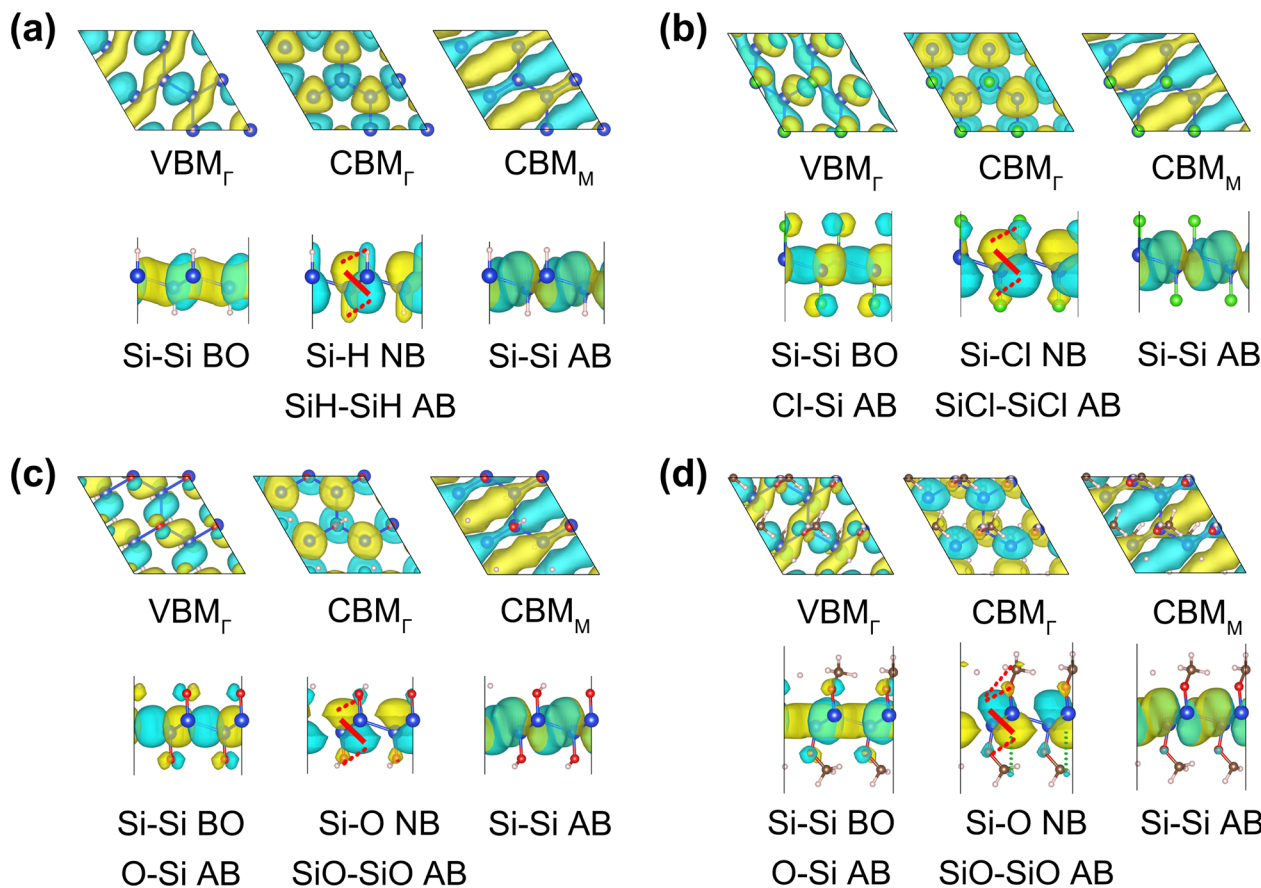 (a)
VBMΓ CBMΓ CBMM
Si-Si BO Si-H NB Si-Si AB
SiH-SiH AB
(b)
VBMΓ CBMΓ CBMM
Si-Si BO Si-Cl NB Si-Si AB
Cl-Si AB SiCl-SiCl AB
(c)
VBMΓ CBMΓ CBMM
Si-Si BO Si-O NB Si-Si AB
O-Si AB SiO-SiO AB
(d)
VBMΓ CBMΓ CBMM
Si-Si BO Si-O NB Si-Si AB
O-Si AB SiO-SiO AB